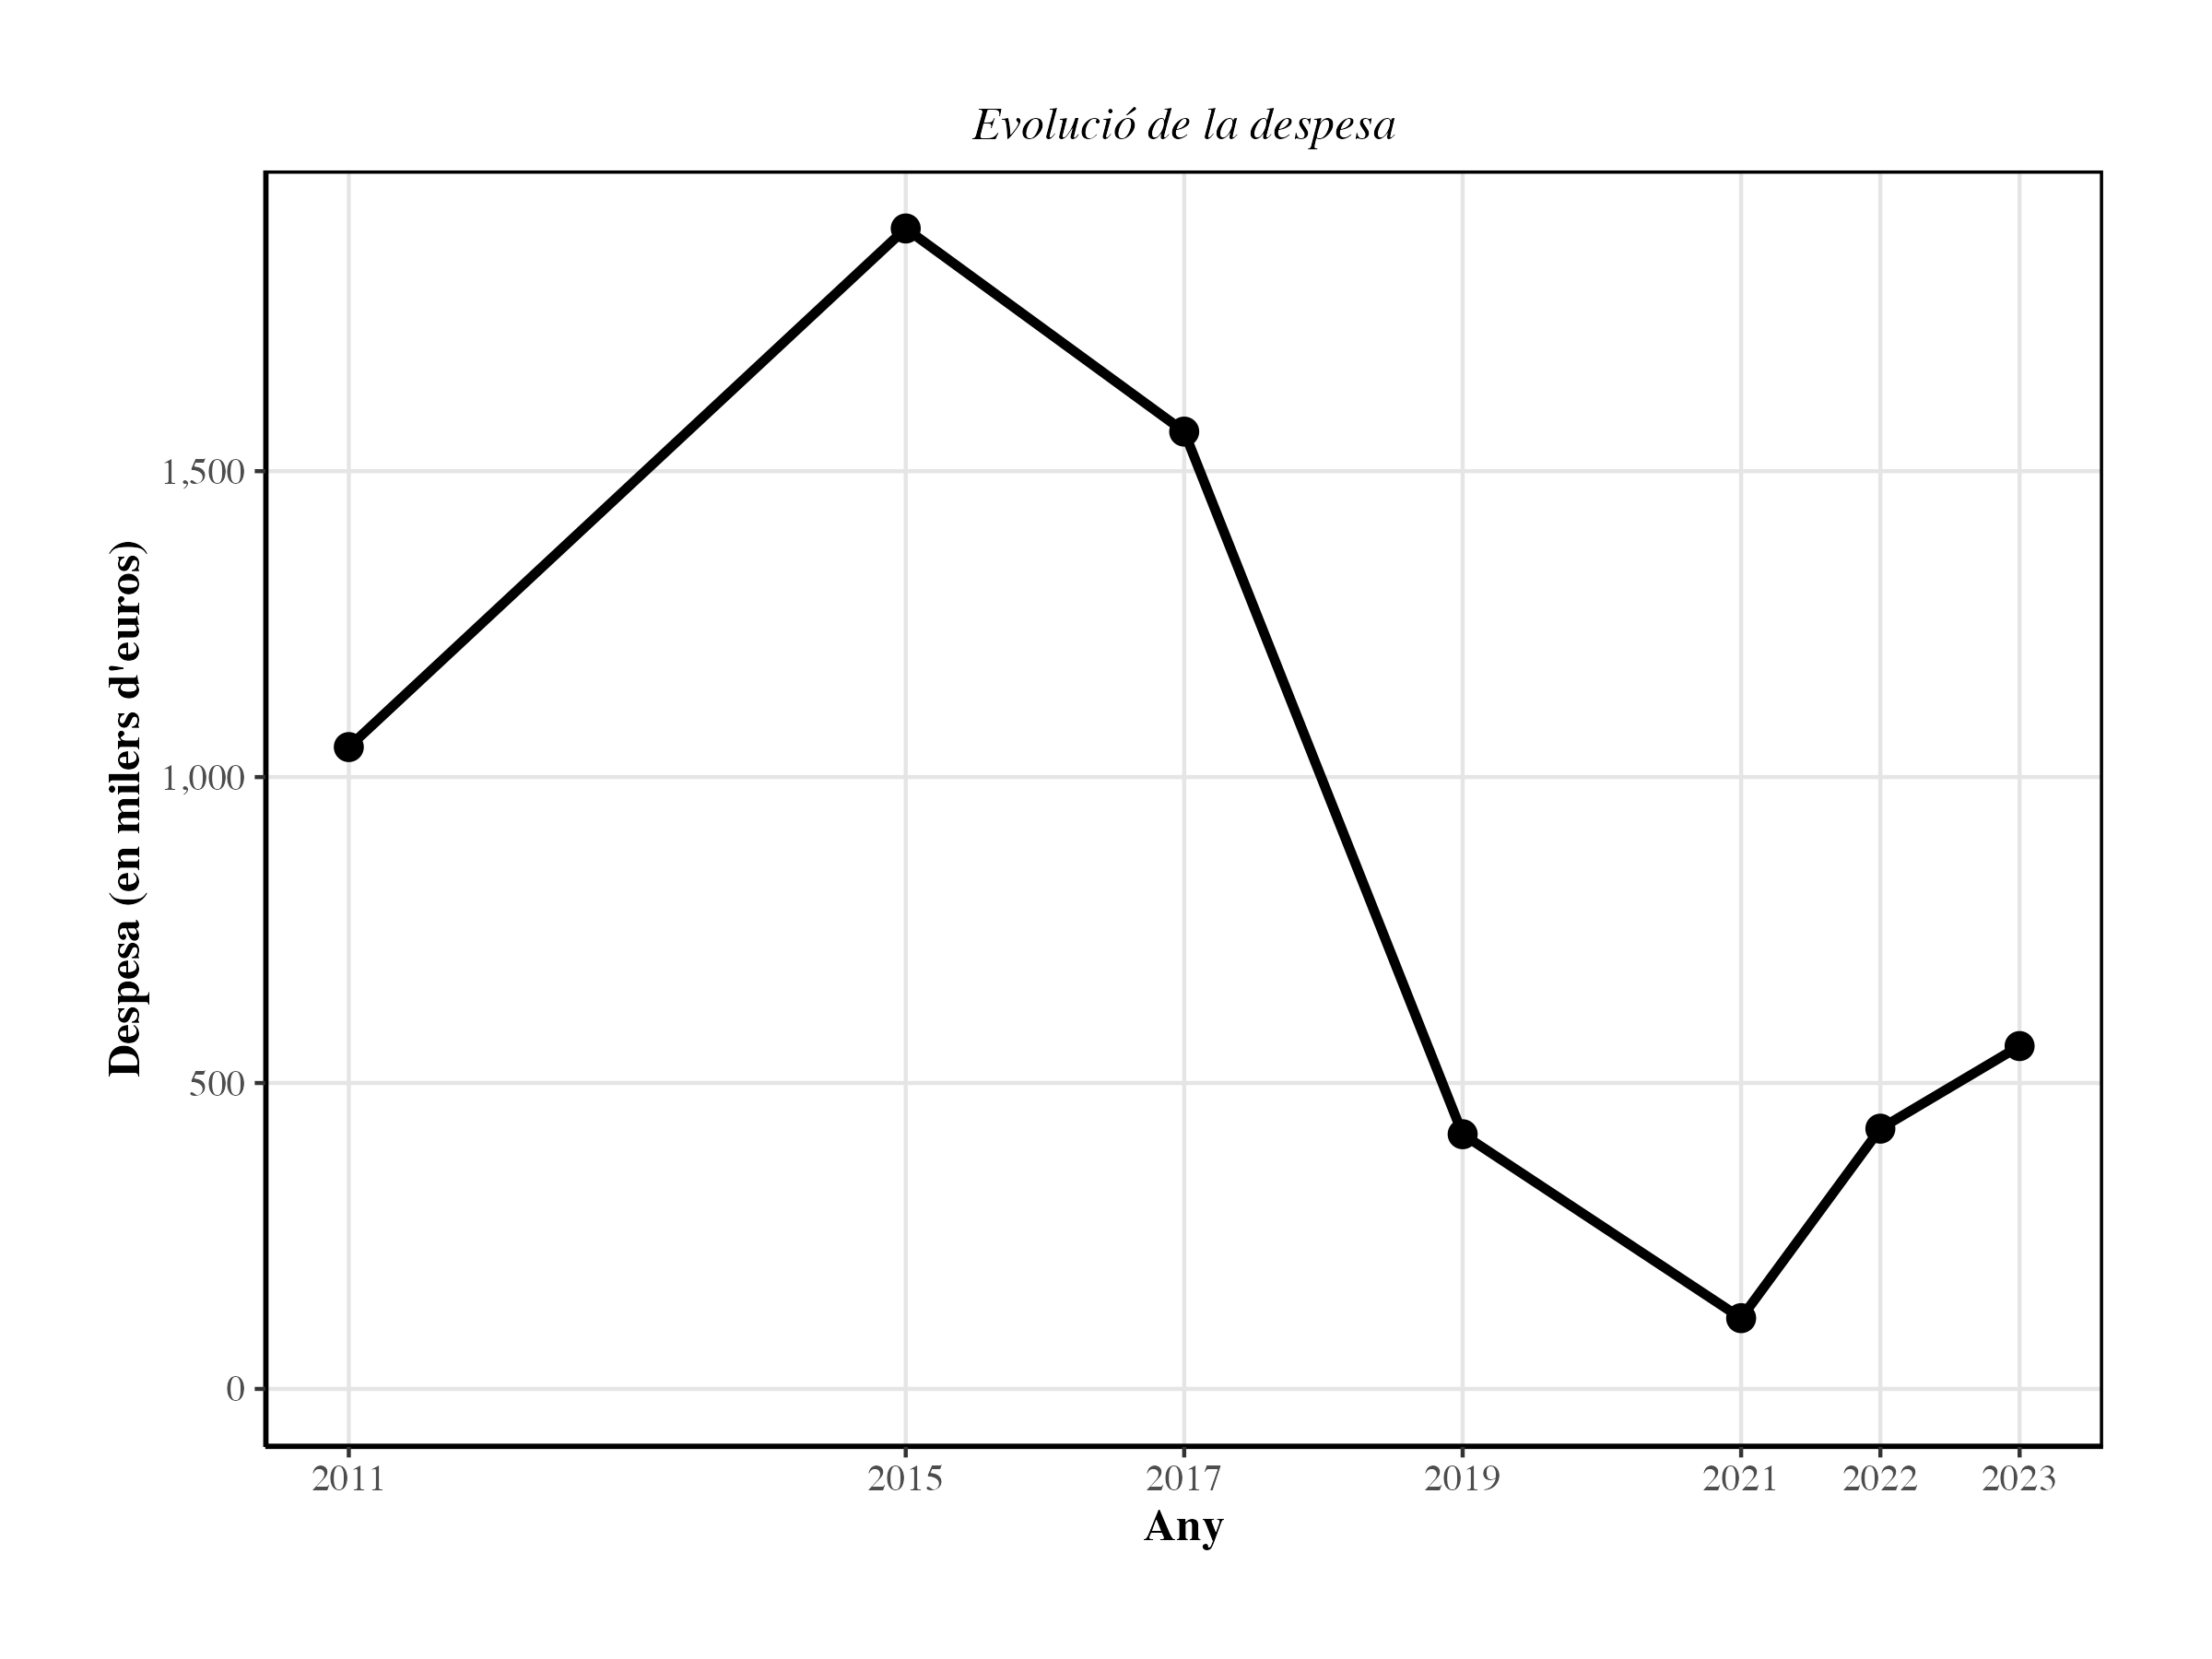 Evolució de la despesa
Despesa (en milers d'euros)
1,500
1,000
500
0
2011 2015 2017 2019 2021 2022 2023
Any